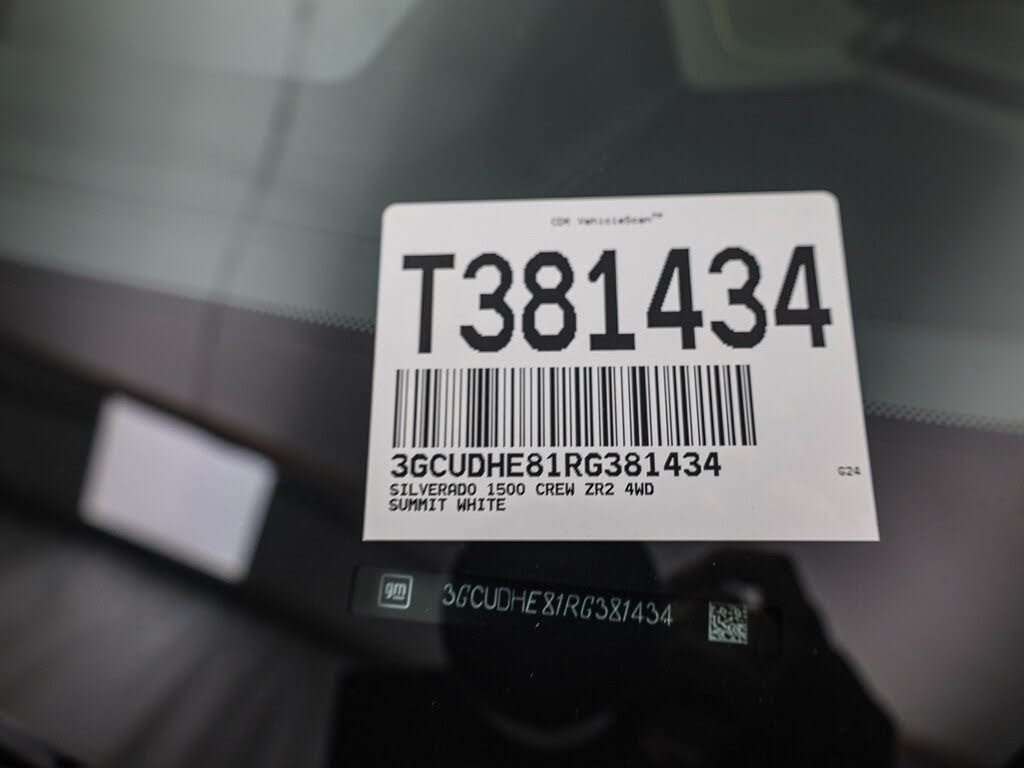 CDK VehicleScan™
T381434
3GCUDHE81RG381434
G24
SILVERADO 1500 CREW ZR2 4WD
SUMMIT WHITE
gm 3GCUDHE81RG381434